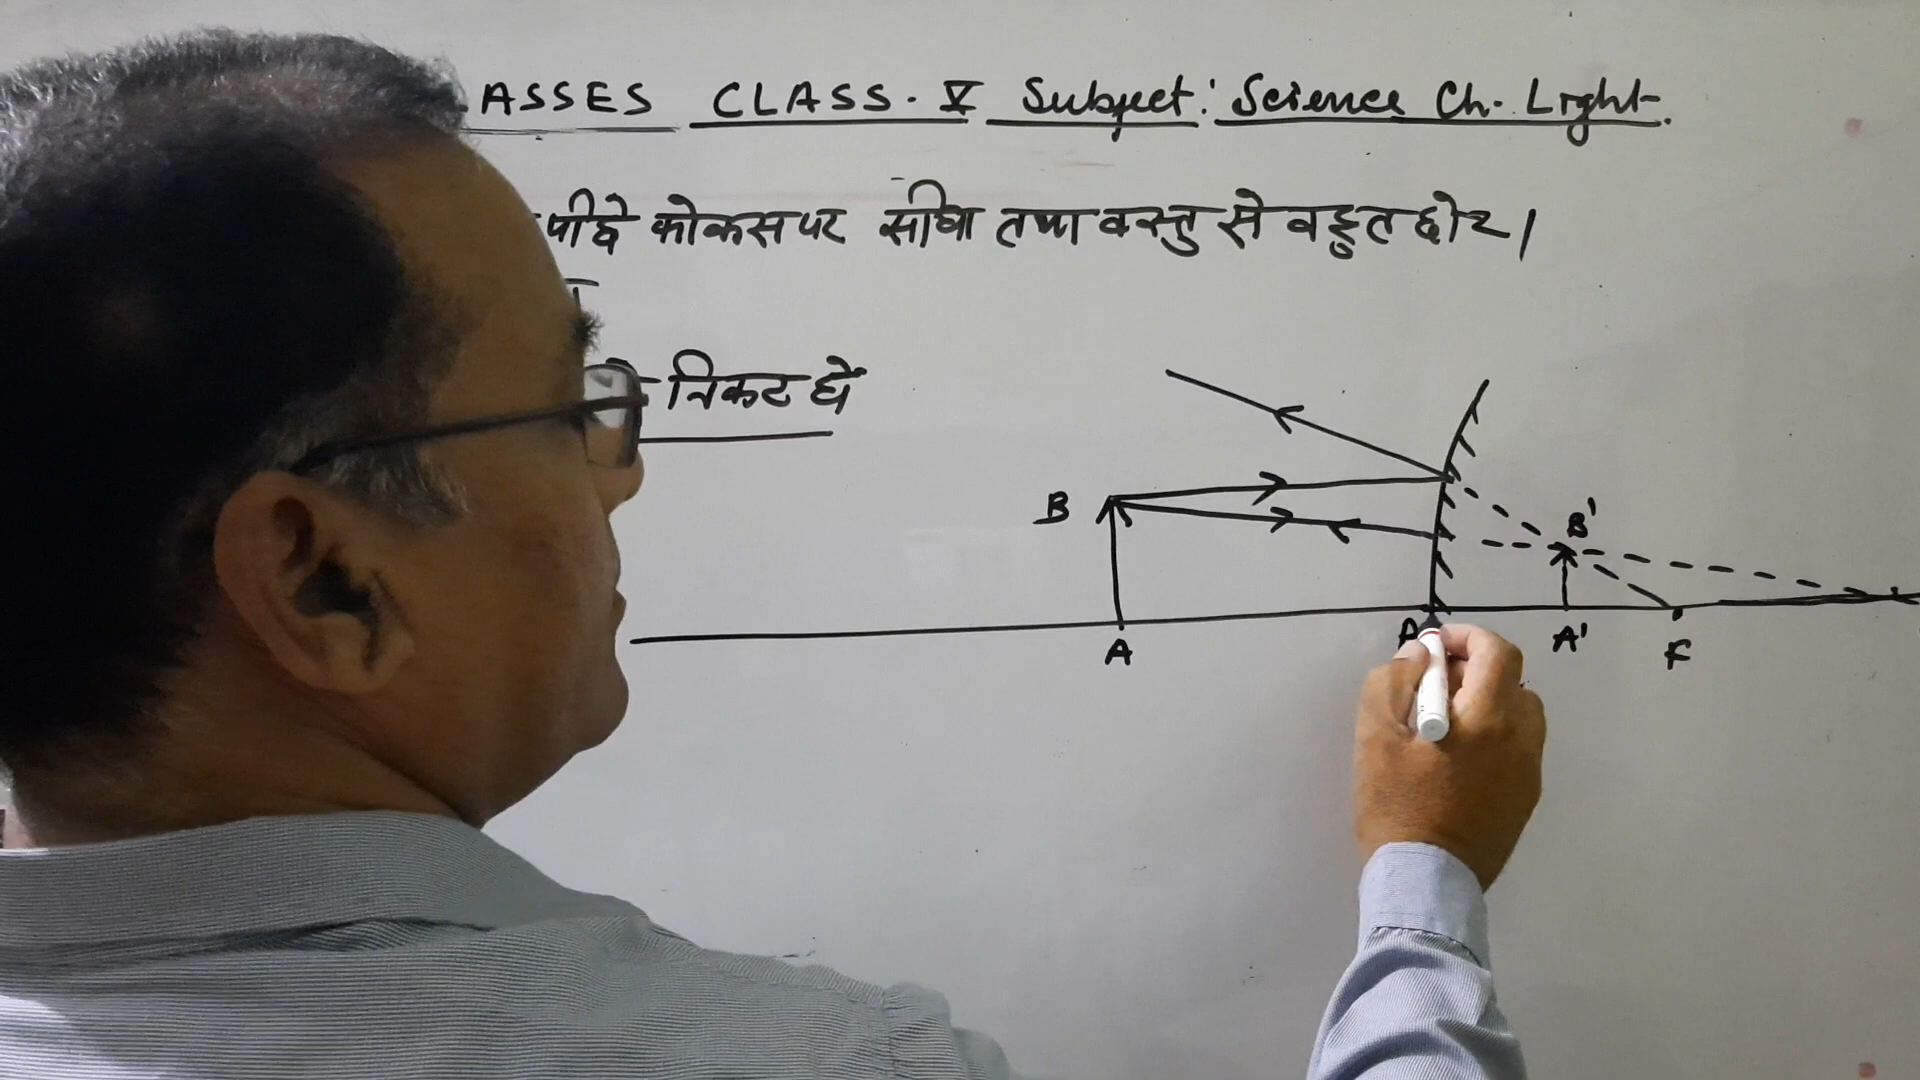 ASSES CLASS. X Subject: Science Ch. Light.
पीछे फोकस पर सीधा तथा वस्तु से बहुत छोटा।
निकट से
B
B'
A
A'
F